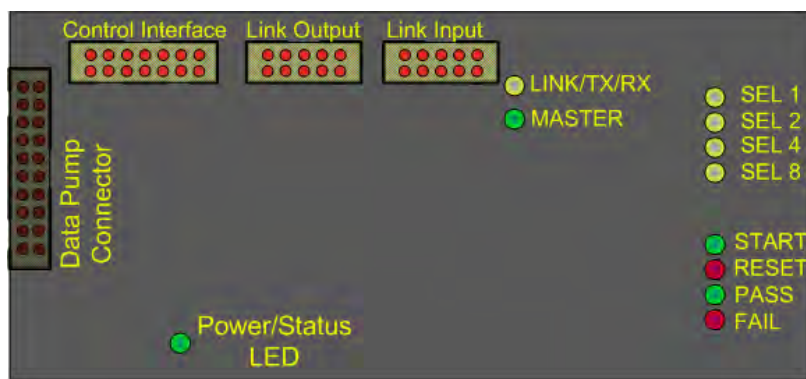 Control Interface
Link Output
Link Input
LINK/TX/RX
MASTER
SEL 1
SEL 2
SEL 4
SEL 8
Data Pump
Connector
START
RESET
PASS
FAIL
Power/Status
LED